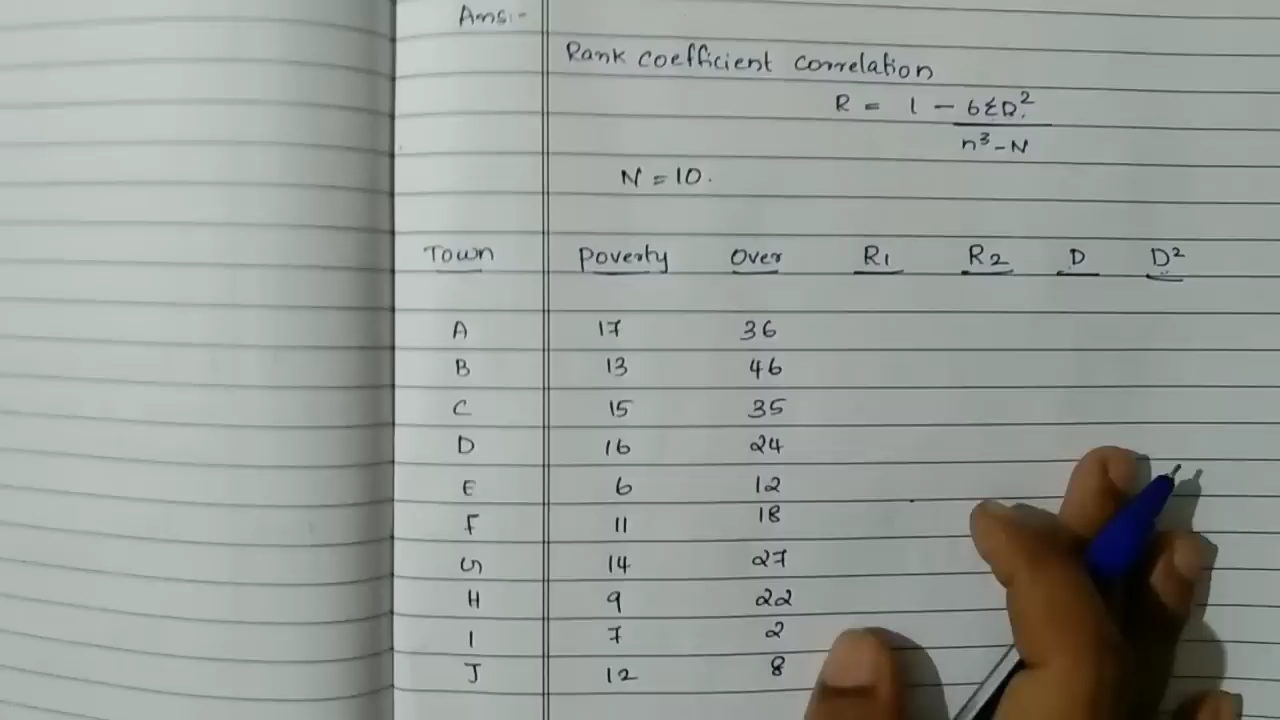 Ans:-
Rank coefficient correlation
R = 1 - 6ΣD²
n³-N
N = 10.
Town Poverty Over R1 R2 D D²
A 17 36
B 13 46
C 15 35
D 16 24
E 6 12
F 11 18
G 14 27
H 9 22
I 7 2
J 12 8